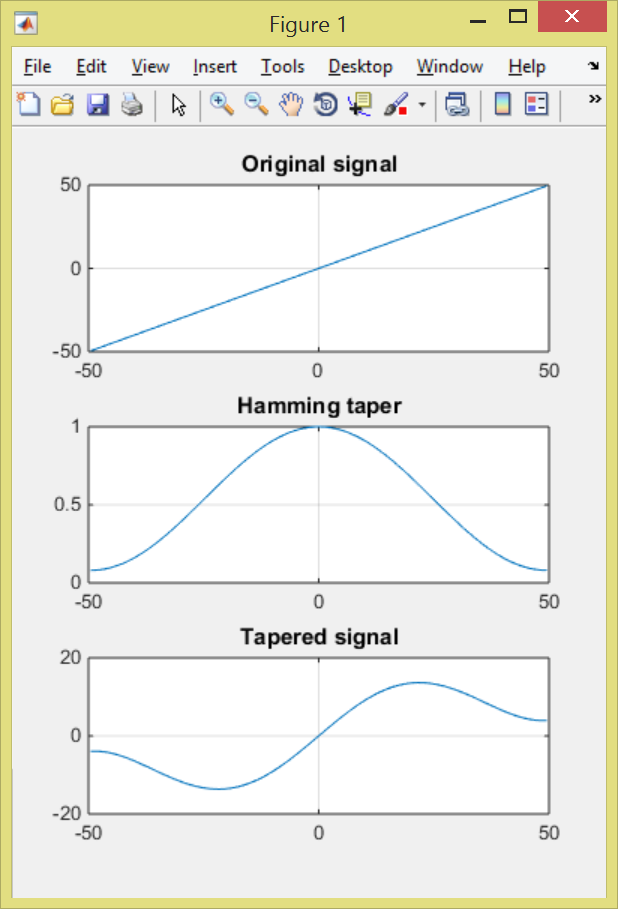 Figure 1
File Edit View Insert Tools Desktop Window Help
Original signal
50
0
-50
-50 0 50
Hamming taper
1
0.5
0
-50 0 50
Tapered signal
20
0
-20
-50 0 50